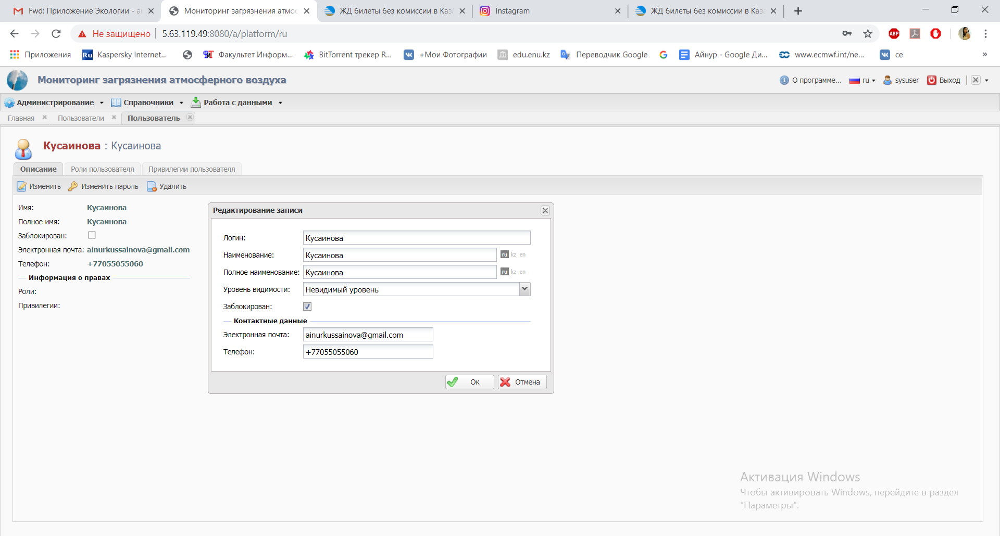 Fwd: Приложение Экологии - ai
Мониторинг загрязнения атмос
ЖД билеты без комиссии в Каза
Instagram
ЖД билеты без комиссии в Каза
Не защищено
5.63.119.49:8080/a/platform/ru
ABP
Приложения
Ru
Kaspersky Internet...
Факультет Информ...
BitTorrent трекер R...
+Мои Фотографии
edu.enu.kz
Переводчик Google
Айнур - Google Ди...
www.ecmwf.int/ne...
се
»
Мониторинг загрязнения атмосферного воздуха
О программе...
ru
sysuser
Выход
Администрирование
Справочники
Работа с данными
Главная
Пользователи
Пользователь
Кусаинова : Кусаинова
Описание
Роли пользователя
Привилегии пользователя
Изменить
Изменить пароль
Удалить
Имя: Кусаинова
Полное имя: Кусаинова
Заблокирован:
Электронная почта: ainurkussainova@gmail.com
Телефон: +77055055060
Информация о правах
Роли:
Привилегии:
Редактирование записи
Логин: Кусаинова
Наименование: Кусаинова ru kz en
Полное наименование: Кусаинова ru kz en
Уровень видимости: Невидимый уровень
Заблокирован:
Контактные данные
Электронная почта: ainurkussainova@gmail.com
Телефон: +77055055060
Ок
Отмена
Активация Windows
Чтобы активировать Windows, перейдите в раздел
"Параметры".